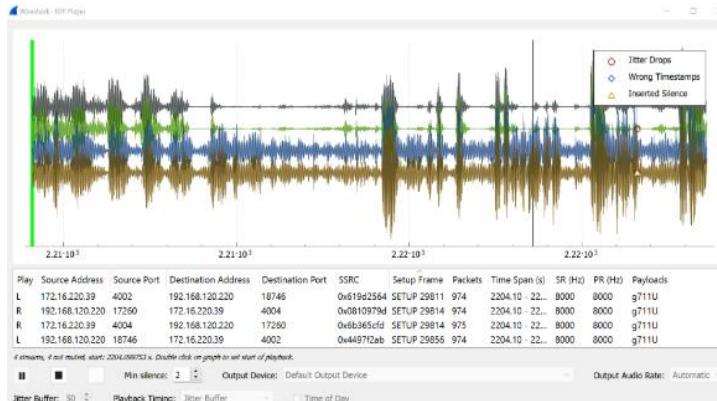 Wireshark · RTP Player
Jitter Drops
Wrong Timestamps
Inserted Silence
2.21·10³ 2.21·10³ 2.22·10³ 2.22·10³
Play Source Address Source Port Destination Address Destination Port SSRC Setup Frame Packets Time Span (s) SR (Hz) PR (Hz) Payloads
L 172.16.220.39 4002 192.168.120.220 18746 0x619d2564 SETUP 29811 974 2204.10 - 22... 8000 8000 g711U
R 192.168.120.220 17260 172.16.220.39 4004 0x0810979d SETUP 29814 974 2204.10 - 22... 8000 8000 g711U
R 172.16.220.39 4004 192.168.120.220 17260 0x6b365cfd SETUP 29814 975 2204.10 - 22... 8000 8000 g711U
L 192.168.120.220 18746 172.16.220.39 4002 0x4497f2ab SETUP 29856 974 2204.10 - 22... 8000 8000 g711U
4 streams, 4 not muted, start: 2204.099753 s. Double click on graph to set start of playback.
Min silence: 2 Output Device: Default Output Device Output Audio Rate: Automatic
Jitter Buffer: 50 Playback Timing: Jitter Buffer Time of Day